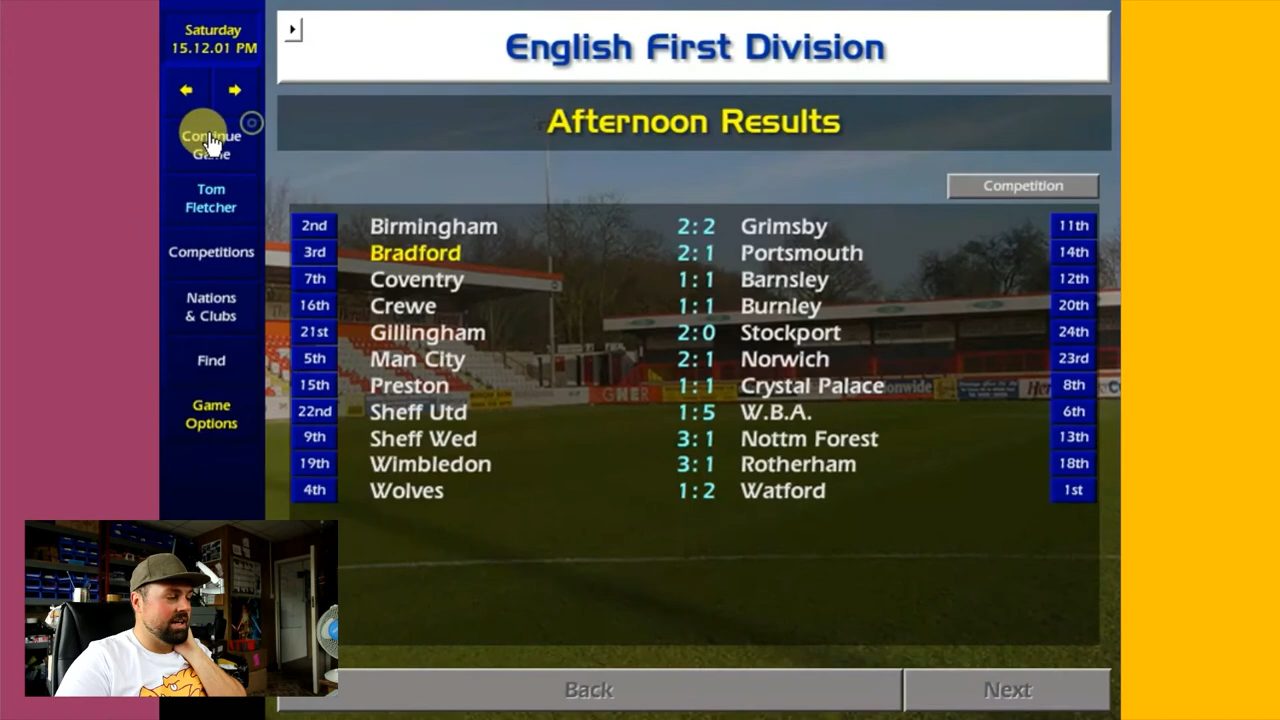 Saturday
15.12.01 PM
Continue
Game
Tom
Fletcher
Competitions
Nations
& Clubs
Find
Game
Options
English First Division
Afternoon Results
Competition
2nd Birmingham 2:2 Grimsby 11th
3rd Bradford 2:1 Portsmouth 14th
7th Coventry 1:1 Barnsley 12th
16th Crewe 1:1 Burnley 20th
21st Gillingham 2:0 Stockport 24th
5th Man City 2:1 Norwich 23rd
15th Preston 1:1 Crystal Palace 8th
22nd Sheff Utd 1:5 W.B.A. 6th
9th Sheff Wed 3:1 Nottm Forest 13th
19th Wimbledon 3:1 Rotherham 18th
4th Wolves 1:2 Watford 1st
Back Next